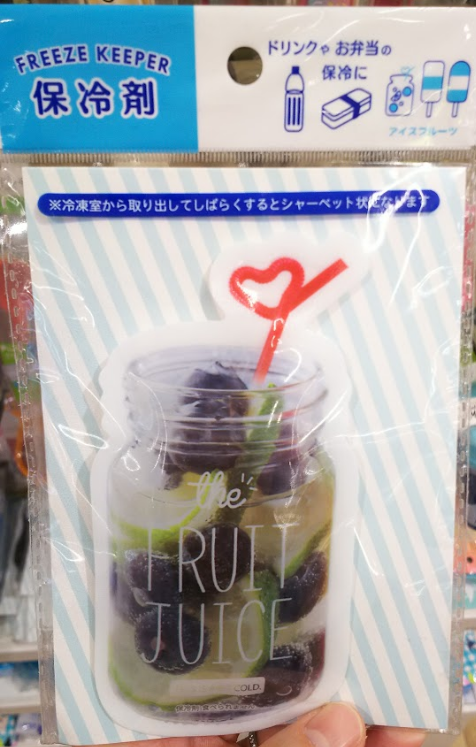 FREEZE KEEPER
保冷剤
ドリンクや お弁当の
保冷に
アイスフルーツ
※冷凍室から取り出してしばらくするとシャーベット状になります
the
FRUIT
JUICE
COLD.